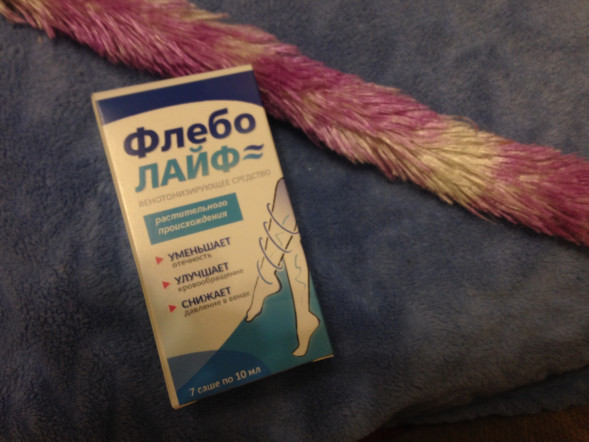 Флебо
ЛАЙФ
ВЕНОТОНИЗИРУЮЩЕЕ СРЕДСТВО
растительного
происхождения
УМЕНЬШАЕТ
отечность
УЛУЧШАЕТ
кровообращение
СНИЖАЕТ
давление в венах
7 саше по 10 мл